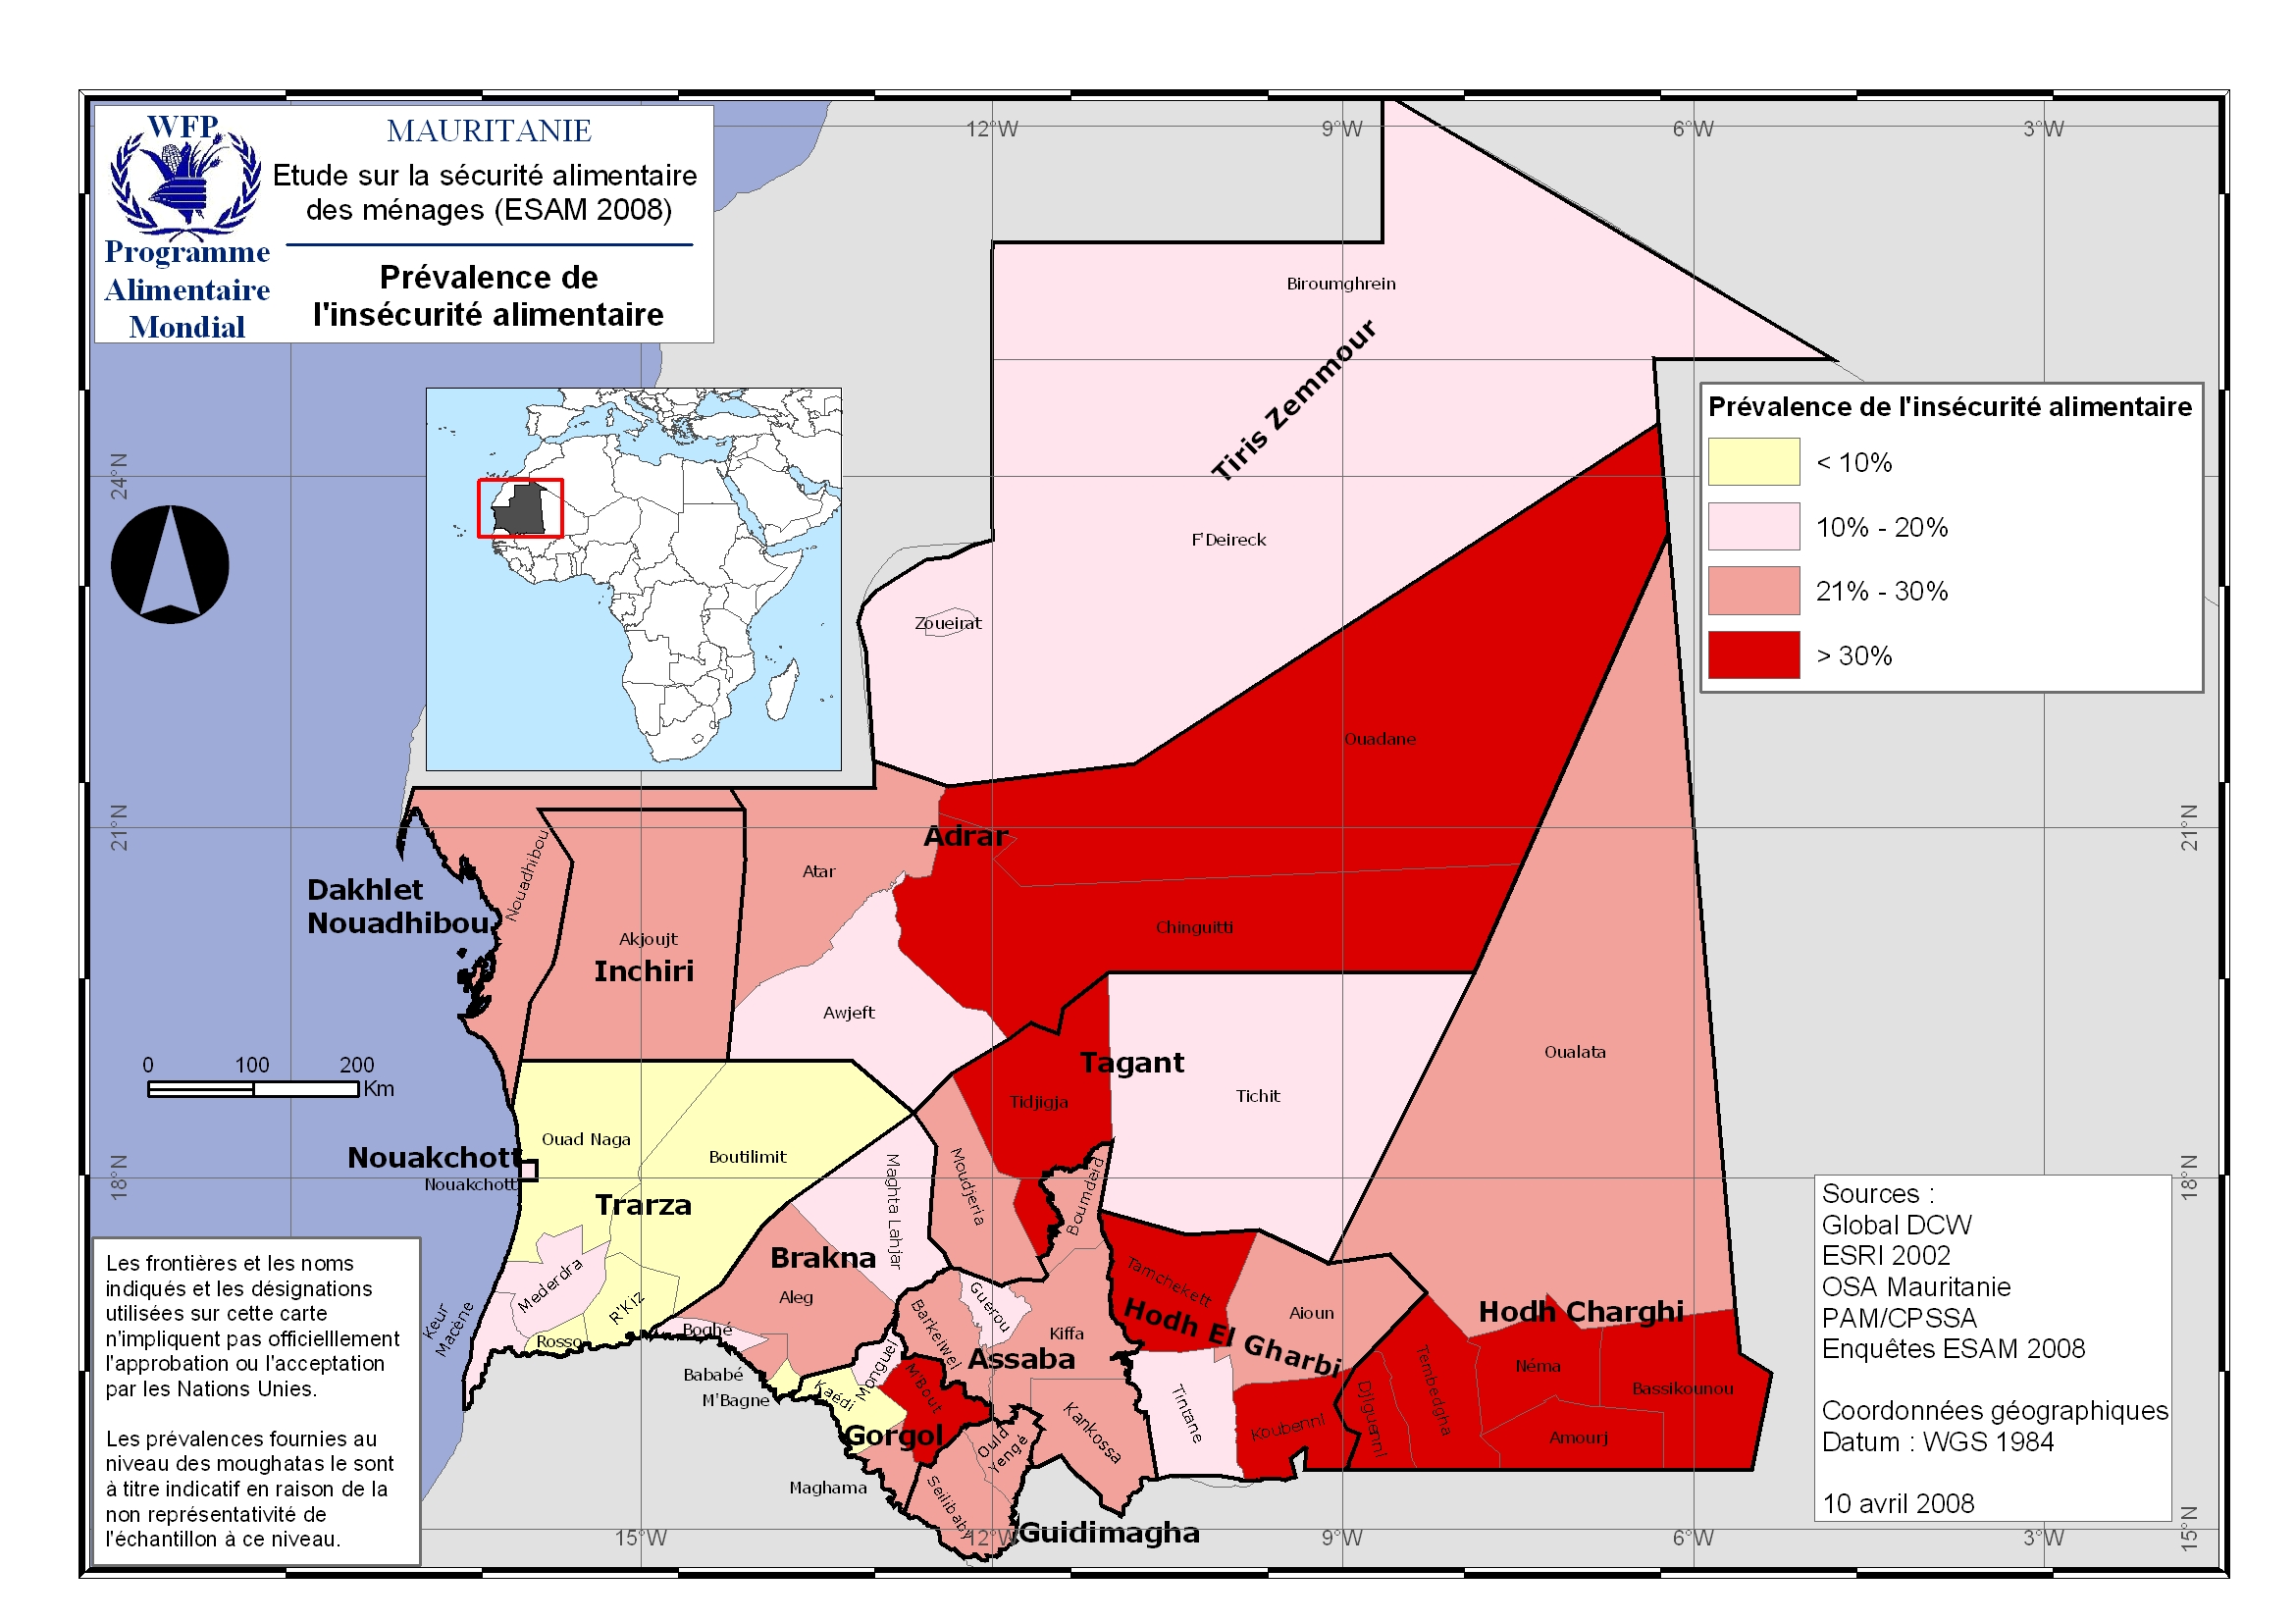 WFP
Programme
Alimentaire
Mondial
MAURITANIE
Etude sur la sécurité alimentaire
des ménages (ESAM 2008)
Prévalence de
l'insécurité alimentaire
12°W
9°W
6°W
3°W
24°N
21°N
18°N
21°N
18°N
15°N
15°W
12°W
9°W
6°W
3°W
Prévalence de l'insécurité alimentaire
< 10%
10% - 20%
21% - 30%
> 30%
Biroumghrein
Tiris Zemmour
F'Deireck
Zoueirat
Ouadane
Adrar
Atar
Chinguitti
Awjeft
Dakhlet
Nouadhibou
Nouadhibou
Akjoujt
Inchiri
0 100 200
Km
Tagant
Tidjigja
Tichit
Moudjeria
Boumdeid
Oualata
Nouakchott
Nouakchott
Ouad Naga
Boutilimit
Trarza
Mederdra
R'Kiz
Rosso
Keur
Macène
Maghta Lahjar
Brakna
Aleg
Boghé
Bababé
M'Bagne
Kaédi
Monguel
M'Bout
Gorgol
Maghama
Barkeiwel
Guérou
Kiffa
Assaba
Kankossa
Ould
Yengé
Seilibaby
Guidimagha
Tamchekett
Hodh El Gharbi
Aioun
Tintane
Koubenni
Hodh Charghi
Djiguenni
Tembedgha
Néma
Bassikounou
Amourj
Les frontières et les noms
indiqués et les désignations
utilisées sur cette carte
n'impliquent pas officielllement
l'approbation ou l'acceptation
par les Nations Unies.
Les prévalences fournies au
niveau des moughatas le sont
à titre indicatif en raison de la
non représentativité de
l'échantillon à ce niveau.
Sources :
Global DCW
ESRI 2002
OSA Mauritanie
PAM/CPSSA
Enquêtes ESAM 2008
Coordonnées géographiques
Datum : WGS 1984
10 avril 2008